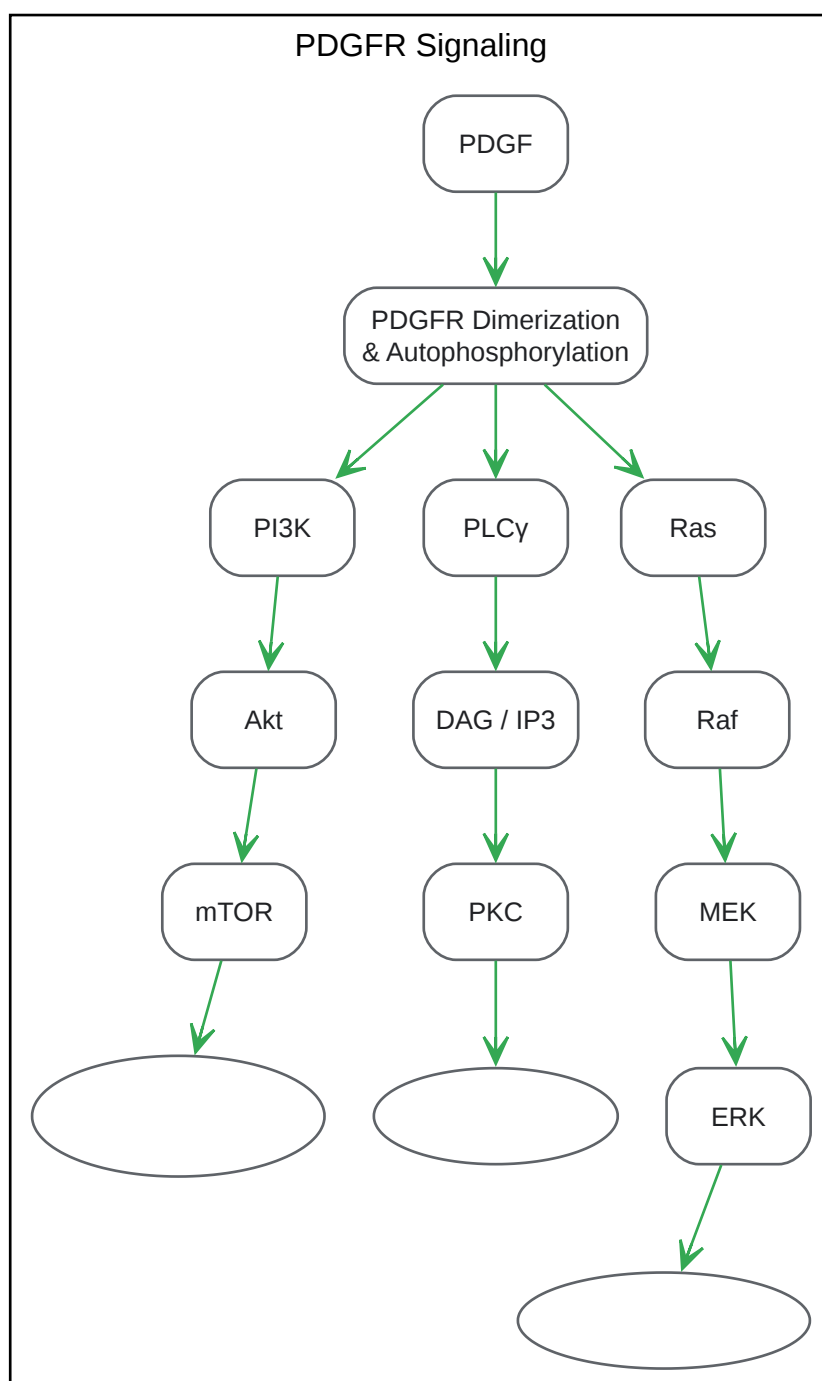 PDGFR Signaling
PDGF
PDGFR Dimerization
& Autophosphorylation
PI3K
PLCγ
Ras
Akt
DAG / IP3
Raf
mTOR
PKC
MEK
ERK